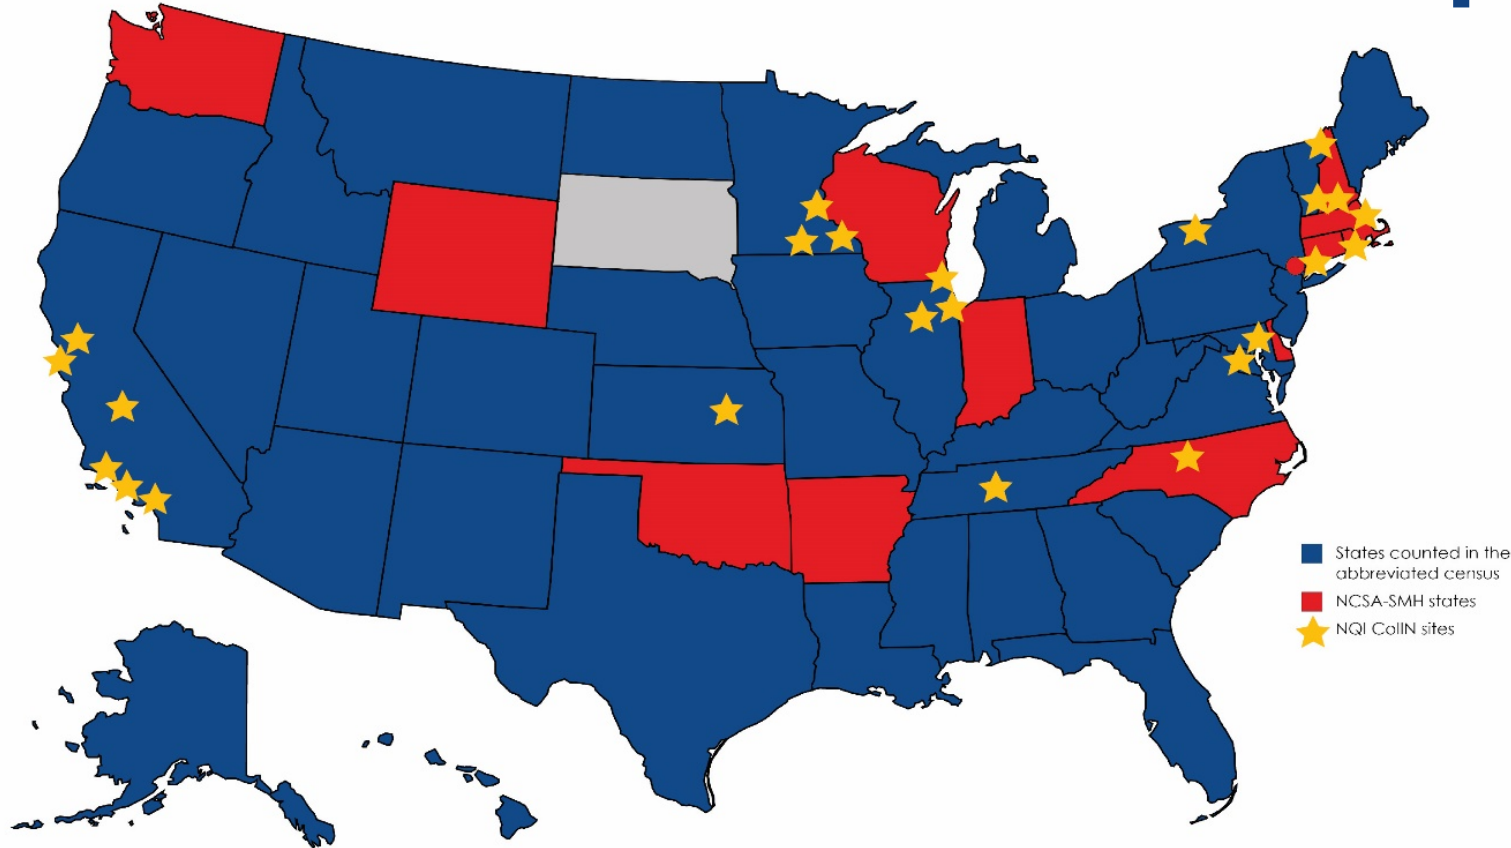 States counted in the
abbreviated census
NCSA-SMH states
NQI CoIIN sites